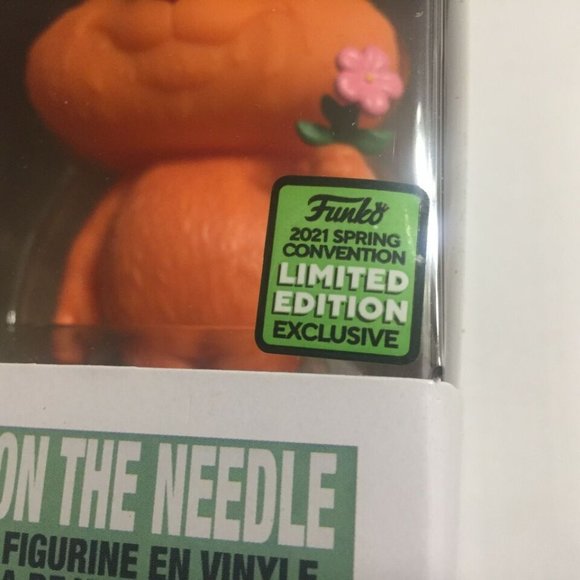 Funko
2021 SPRING
CONVENTION
LIMITED
EDITION
EXCLUSIVE
ON THE NEEDLE
FIGURINE EN VINYLE